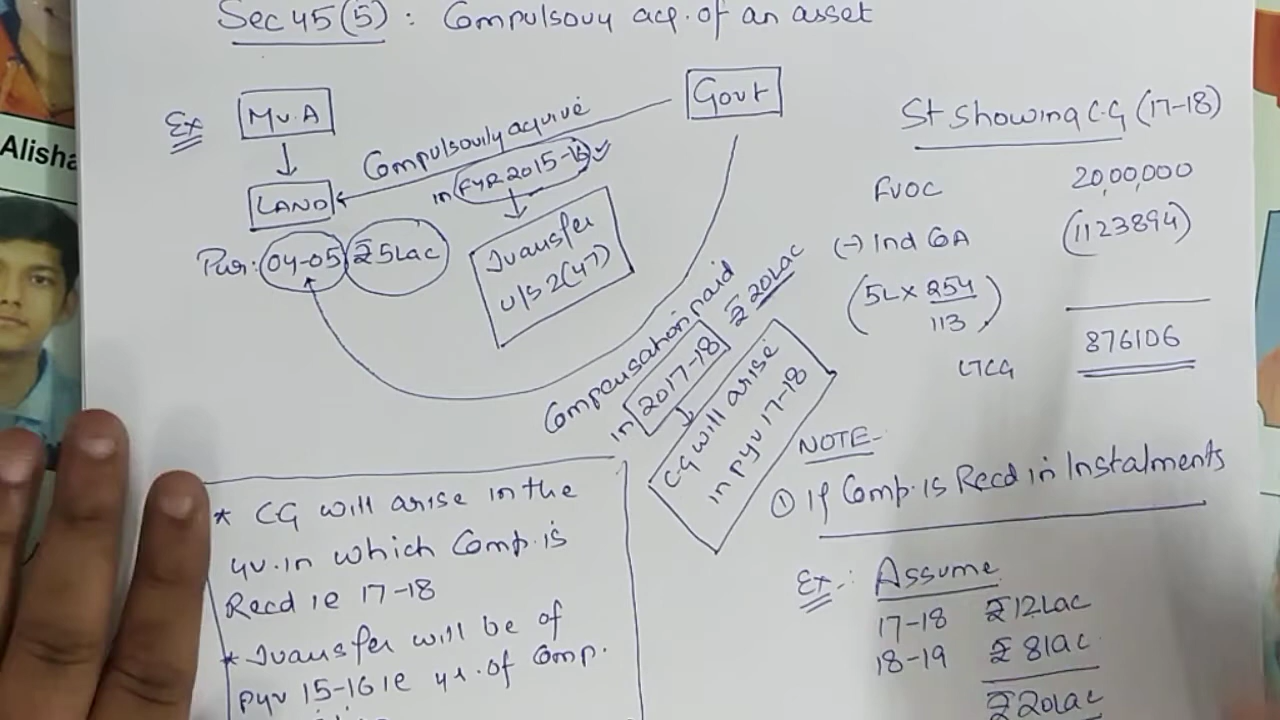 Sec 45(5) : Compulsory acq. of an asset
Ex
Mr. A
Govt
Compulsorily acquire
in FYR 2015-16
LAND
Transfer
u/s 2(47)
Pur: 04-05 ₹5Lac
Compensation paid
in 2017-18 ₹20Lac
CG will arise
in pyr 17-18
St Showing C.G (17-18)
FVOC 20,00,000
(-) Ind COA (1123894)
(5L × 254/113)
LTCG 876106
* CG will arise in the
yr. in which Comp. is
Recd ie 17-18
* Transfer will be of
pyr 15-16 ie yr. of Comp.
NOTE-
① If Comp. is Recd in Instalments
Ex:- Assume
17-18 ₹12Lac
18-19 ₹8lac
₹20lac
Alisha